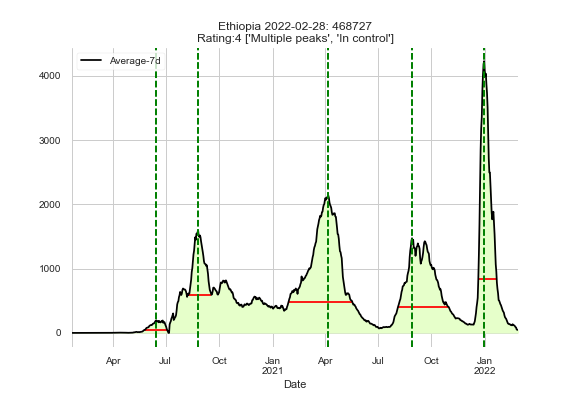 Ethiopia 2022-02-28: 468727
Rating:4 ['Multiple peaks', 'In control']
Average-7d
4000
3000
2000
1000
0
Apr Jul Oct Jan Apr Jul Oct Jan
2021 2022
Date